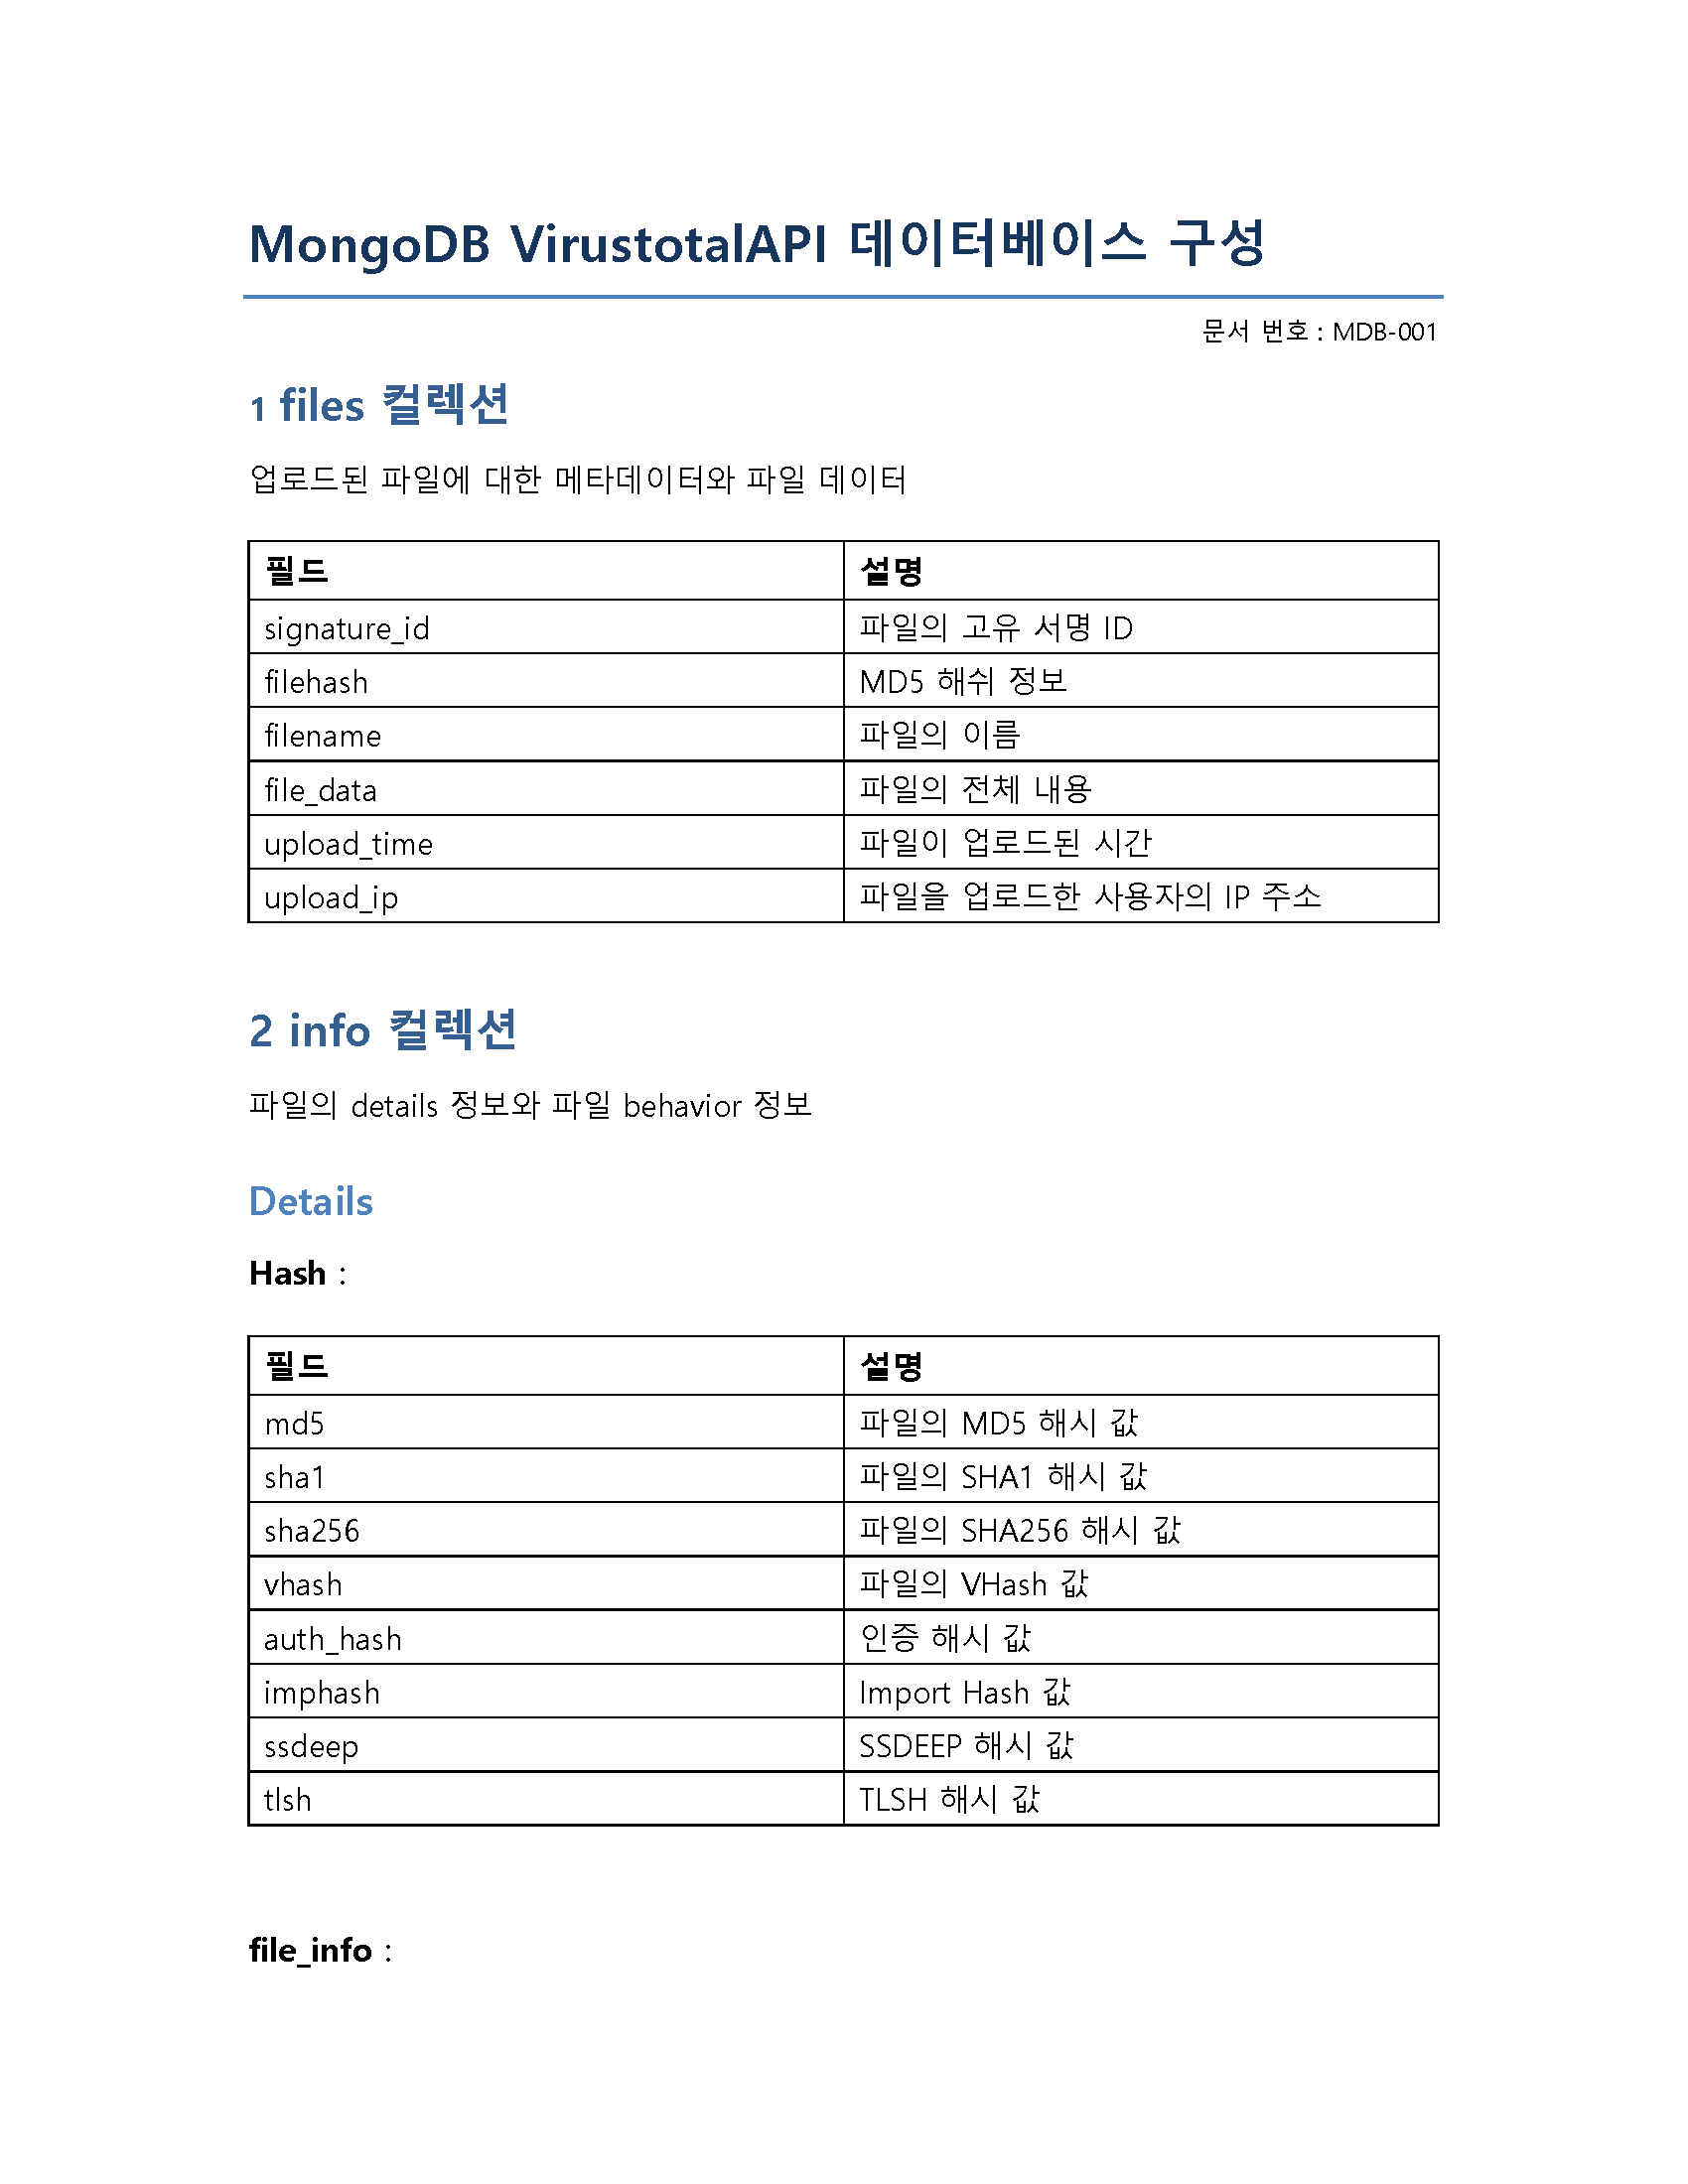 MongoDB VirustotalAPI 데이터베이스 구성
문서 번호 : MDB-001
1 files 컬렉션
업로드된 파일에 대한 메타데이터와 파일 데이터
필드 설명
signature_id 파일의 고유 서명 ID
filehash MD5 해쉬 정보
filename 파일의 이름
file_data 파일의 전체 내용
upload_time 파일이 업로드된 시간
upload_ip 파일을 업로드한 사용자의 IP 주소
2 info 컬렉션
파일의 details 정보와 파일 behavior 정보
Details
Hash :
필드 설명
md5 파일의 MD5 해시 값
sha1 파일의 SHA1 해시 값
sha256 파일의 SHA256 해시 값
vhash 파일의 VHash 값
auth_hash 인증 해시 값
imphash Import Hash 값
ssdeep SSDEEP 해시 값
tlsh TLSH 해시 값
file_info :